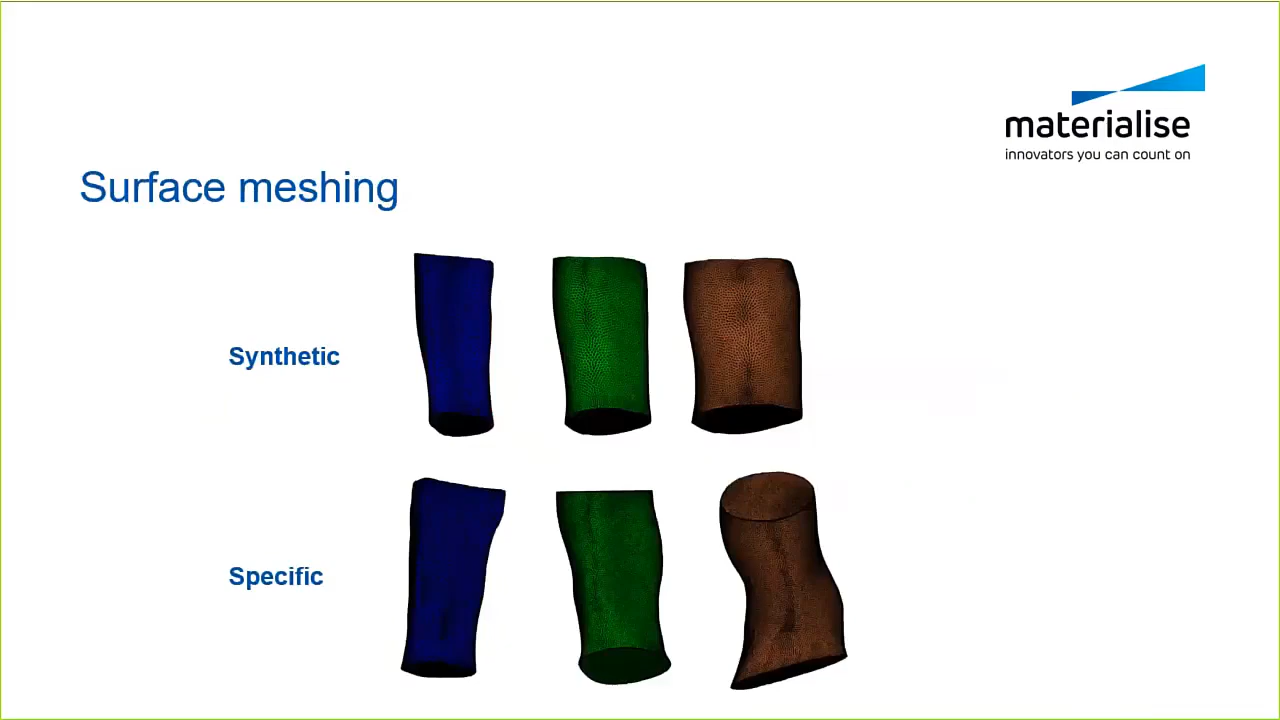 materialise
innovators you can count on
Surface meshing
Synthetic
Specific